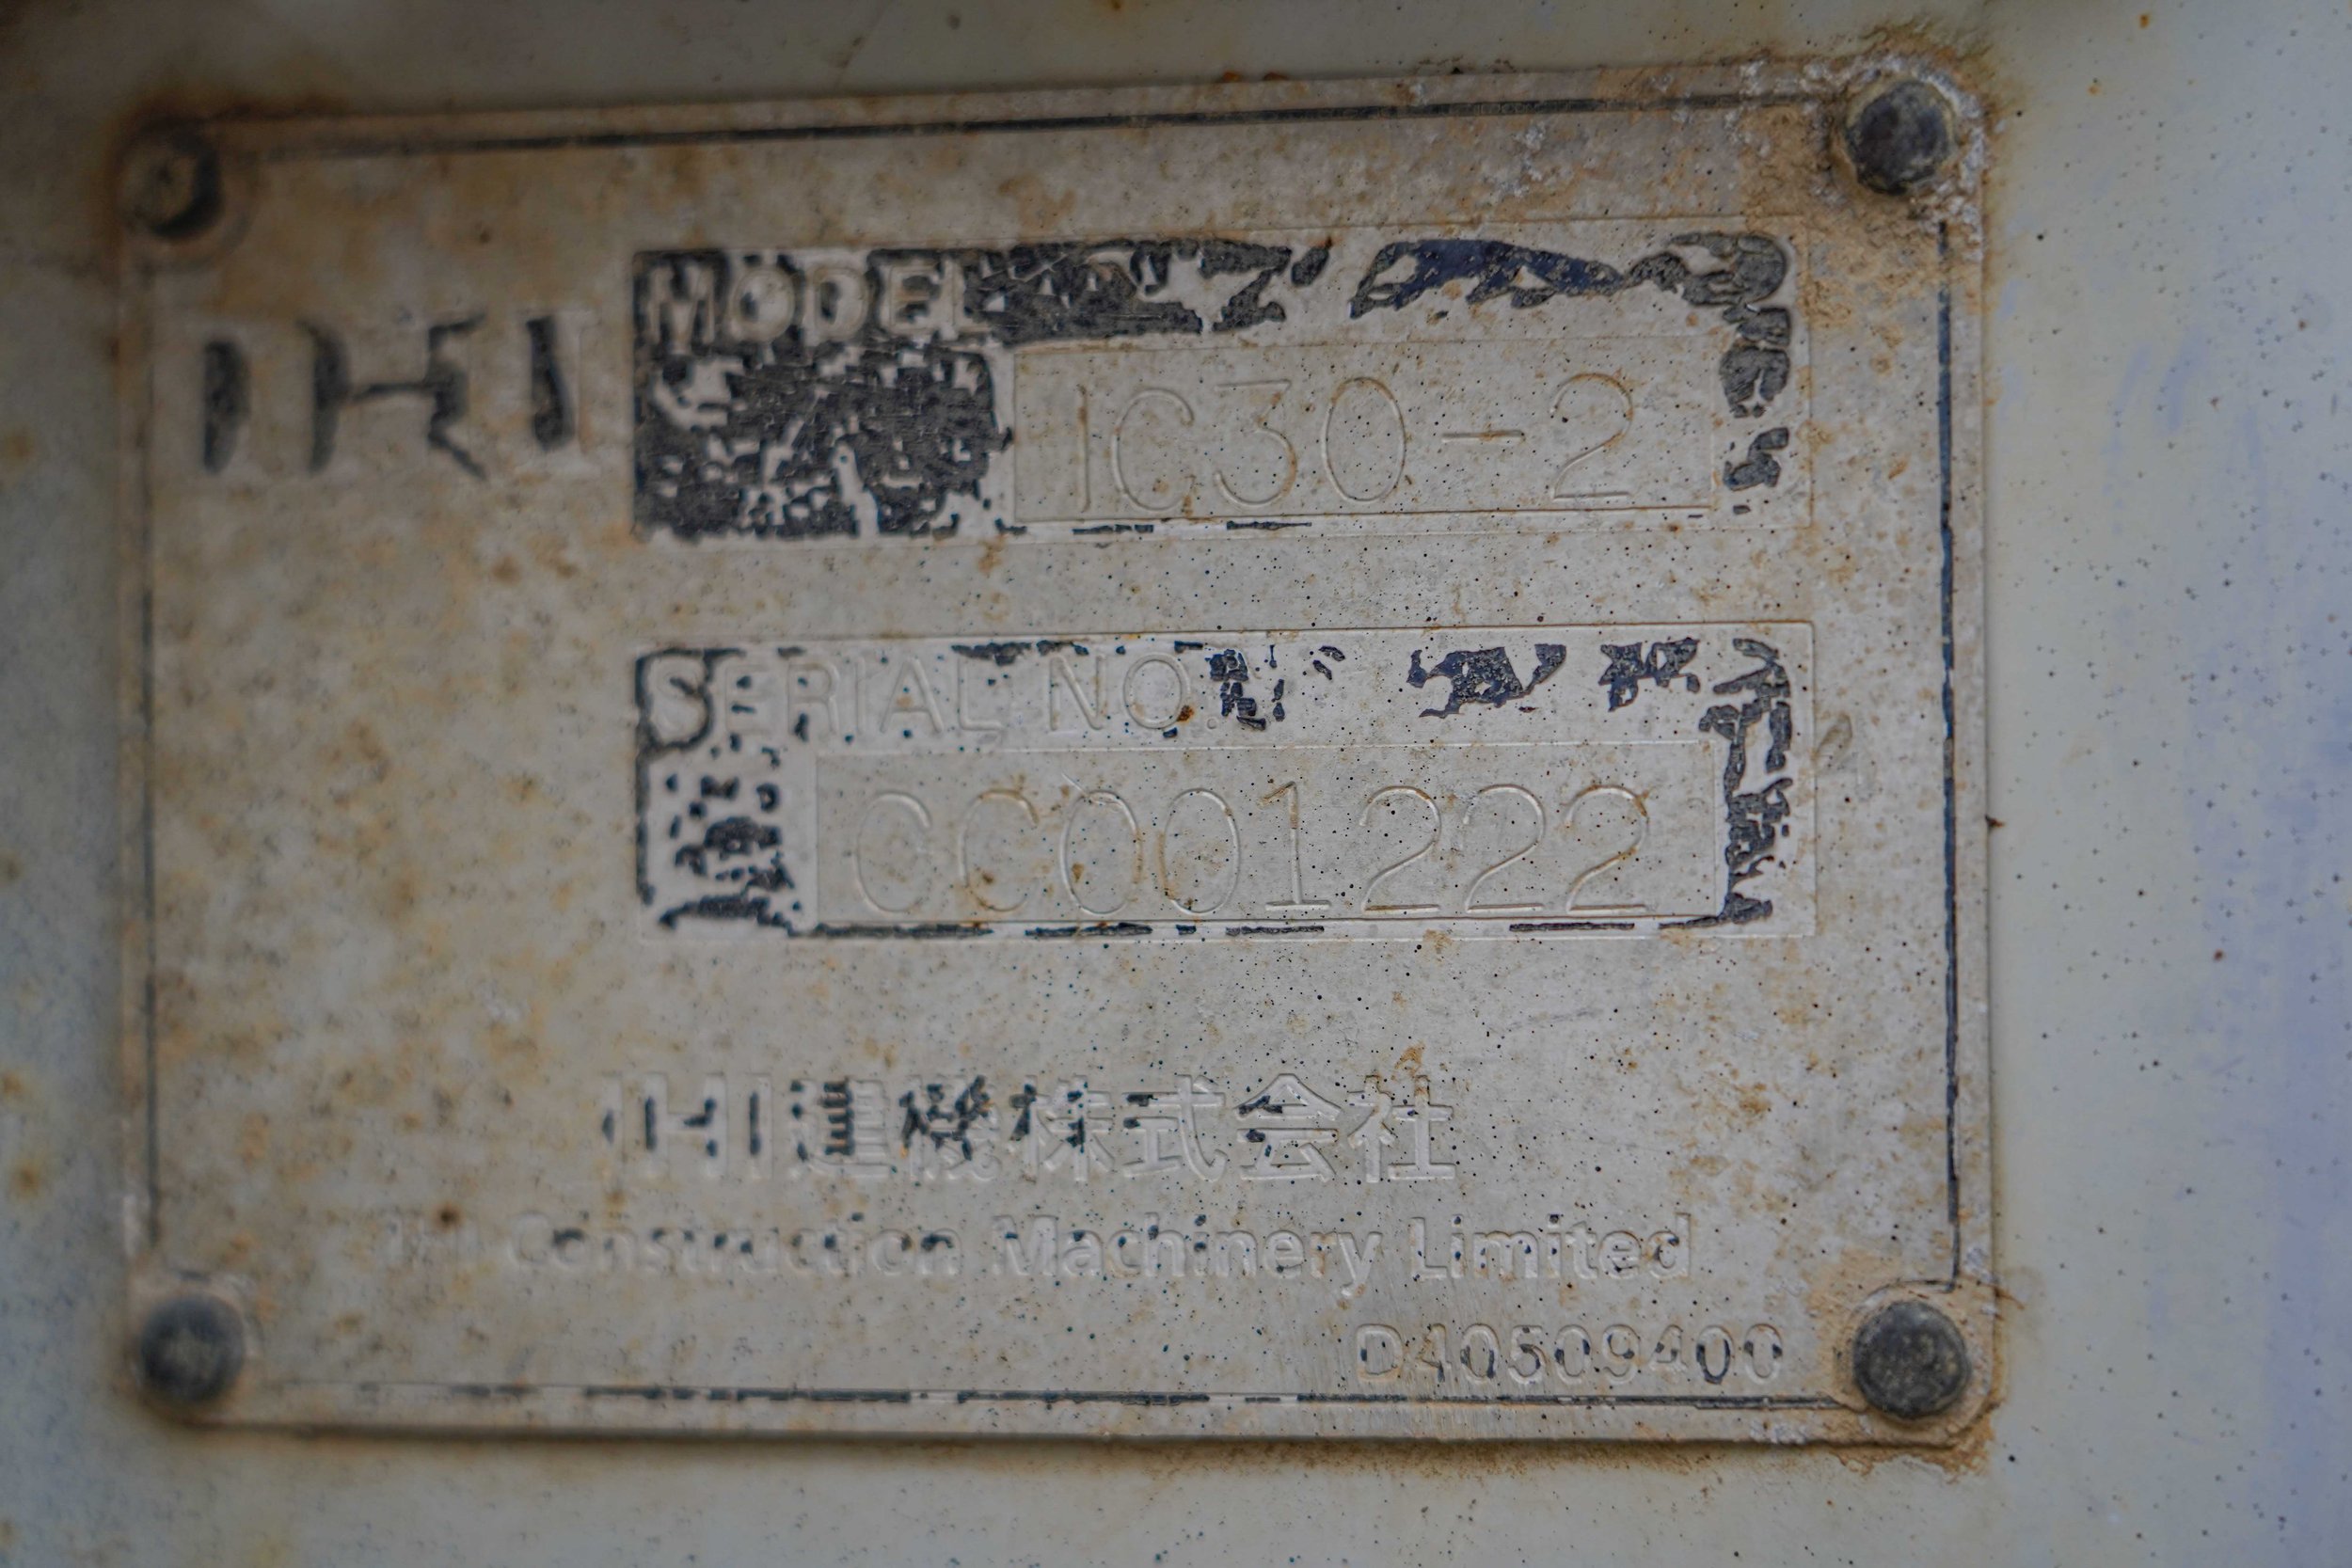 IHI
MODEL
IC30-2
SERIAL NO.
CC001222
IHI建機株式会社
IHI Construction Machinery Limited
D40509400